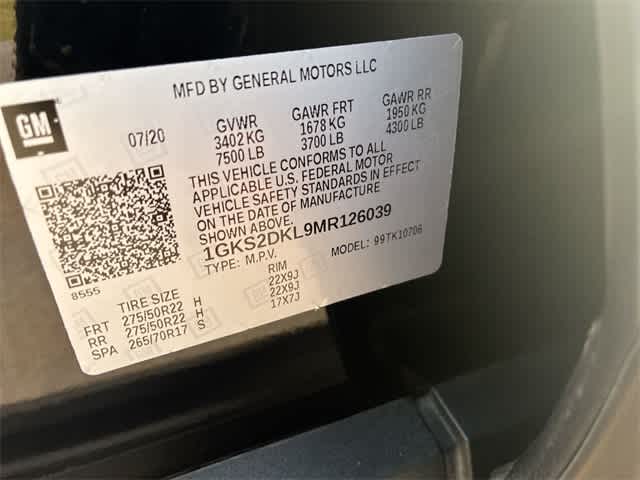 MFD BY GENERAL MOTORS LLC
GM
07/20
GVWR GAWR FRT GAWR RR
3402 KG 1678 KG 1950 KG
7500 LB 3700 LB 4300 LB
THIS VEHICLE CONFORMS TO ALL
APPLICABLE U.S. FEDERAL MOTOR
VEHICLE SAFETY STANDARDS IN EFFECT
ON THE DATE OF MANUFACTURE
SHOWN ABOVE.
1GKS2DKL9MR126039
TYPE: M.P.V. MODEL: 99TK10706
8555
TIRE SIZE RIM
FRT 275/50R22 H 22X9J
RR 275/50R22 H 22X9J
SPA 265/70R17 S 17X7J